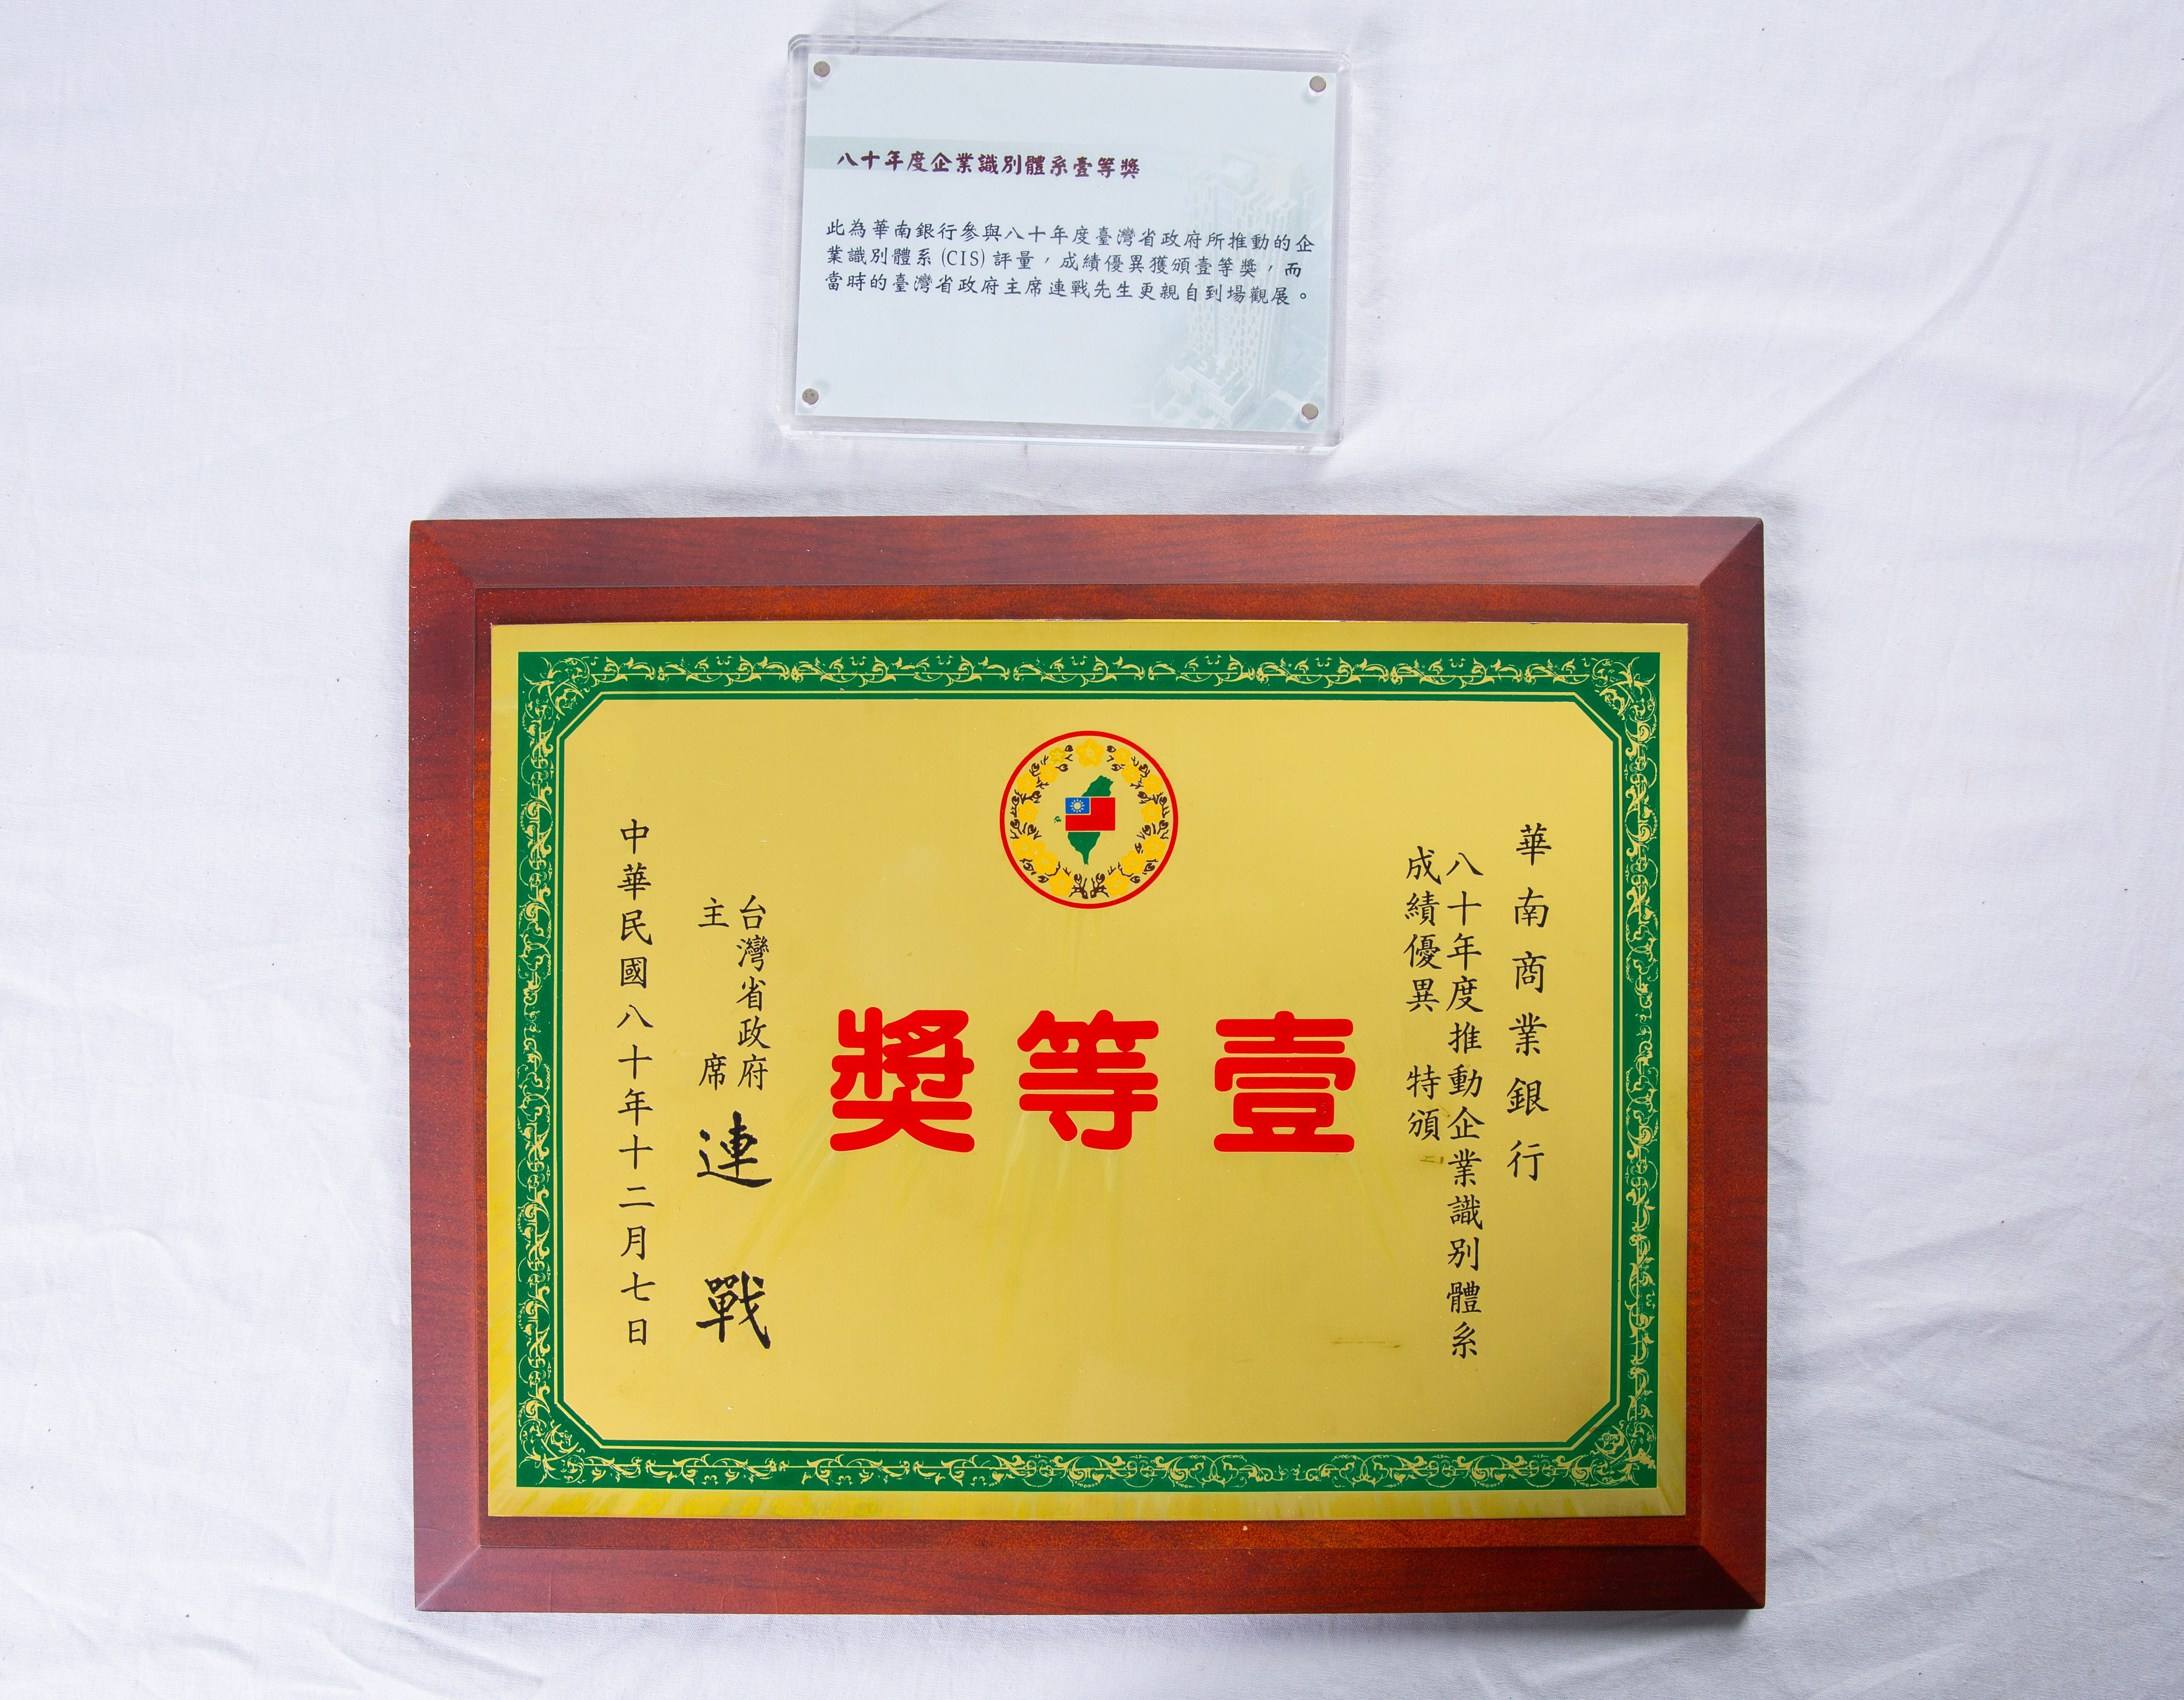 八十年度企業識別體系壹等獎
此為華南銀行參與八十年度臺灣省政府所推動的企
業識別體系(CIS)評量，成績優異獲頒壹等獎，而
當時的臺灣省政府主席連戰先生更親自到場觀展。
華南商業銀行
八十年度推動企業識別體系
成績優異 特頒
壹等獎
台灣省政府
主席 連戰
中華民國八十年十二月七日